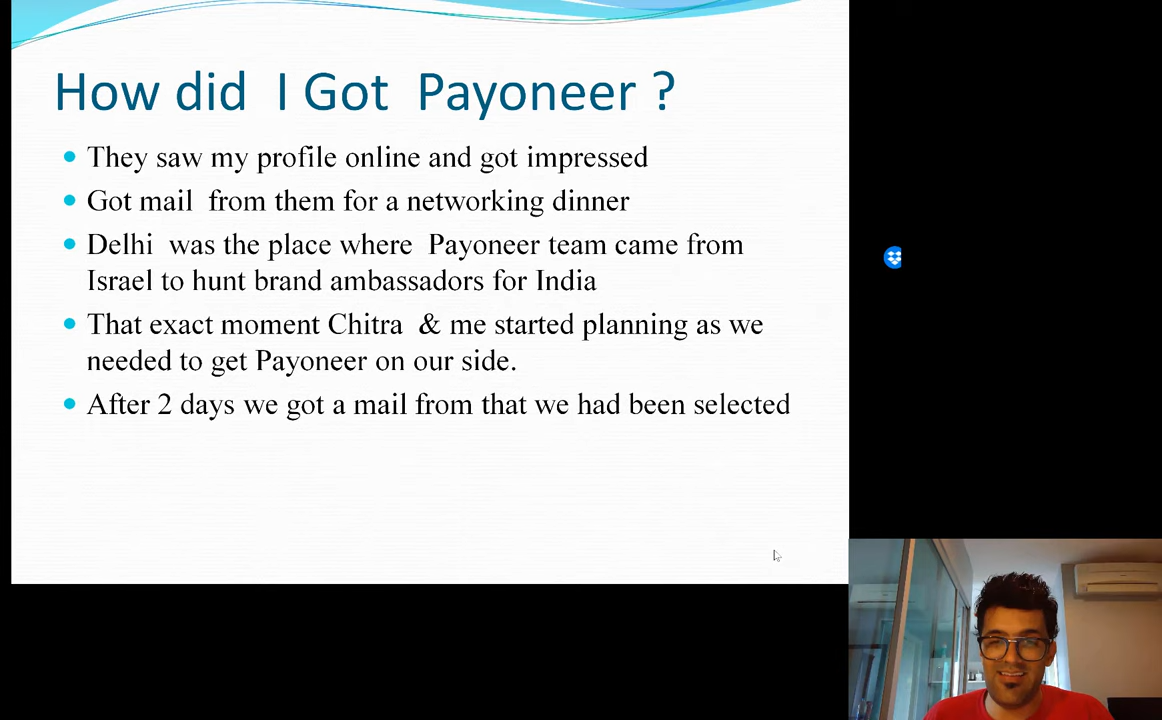 How did I Got Payoneer ?
They saw my profile online and got impressed
Got mail from them for a networking dinner
Delhi was the place where Payoneer team came from
Israel to hunt brand ambassadors for India
That exact moment Chitra & me started planning as we
needed to get Payoneer on our side.
After 2 days we got a mail from that we had been selected